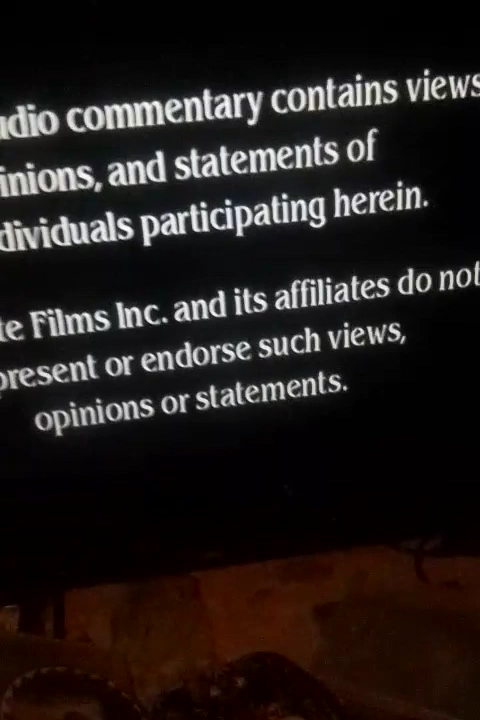 udio commentary contains views
inions, and statements of
dividuals participating herein.
te Films Inc. and its affiliates do not
present or endorse such views,
opinions or statements.